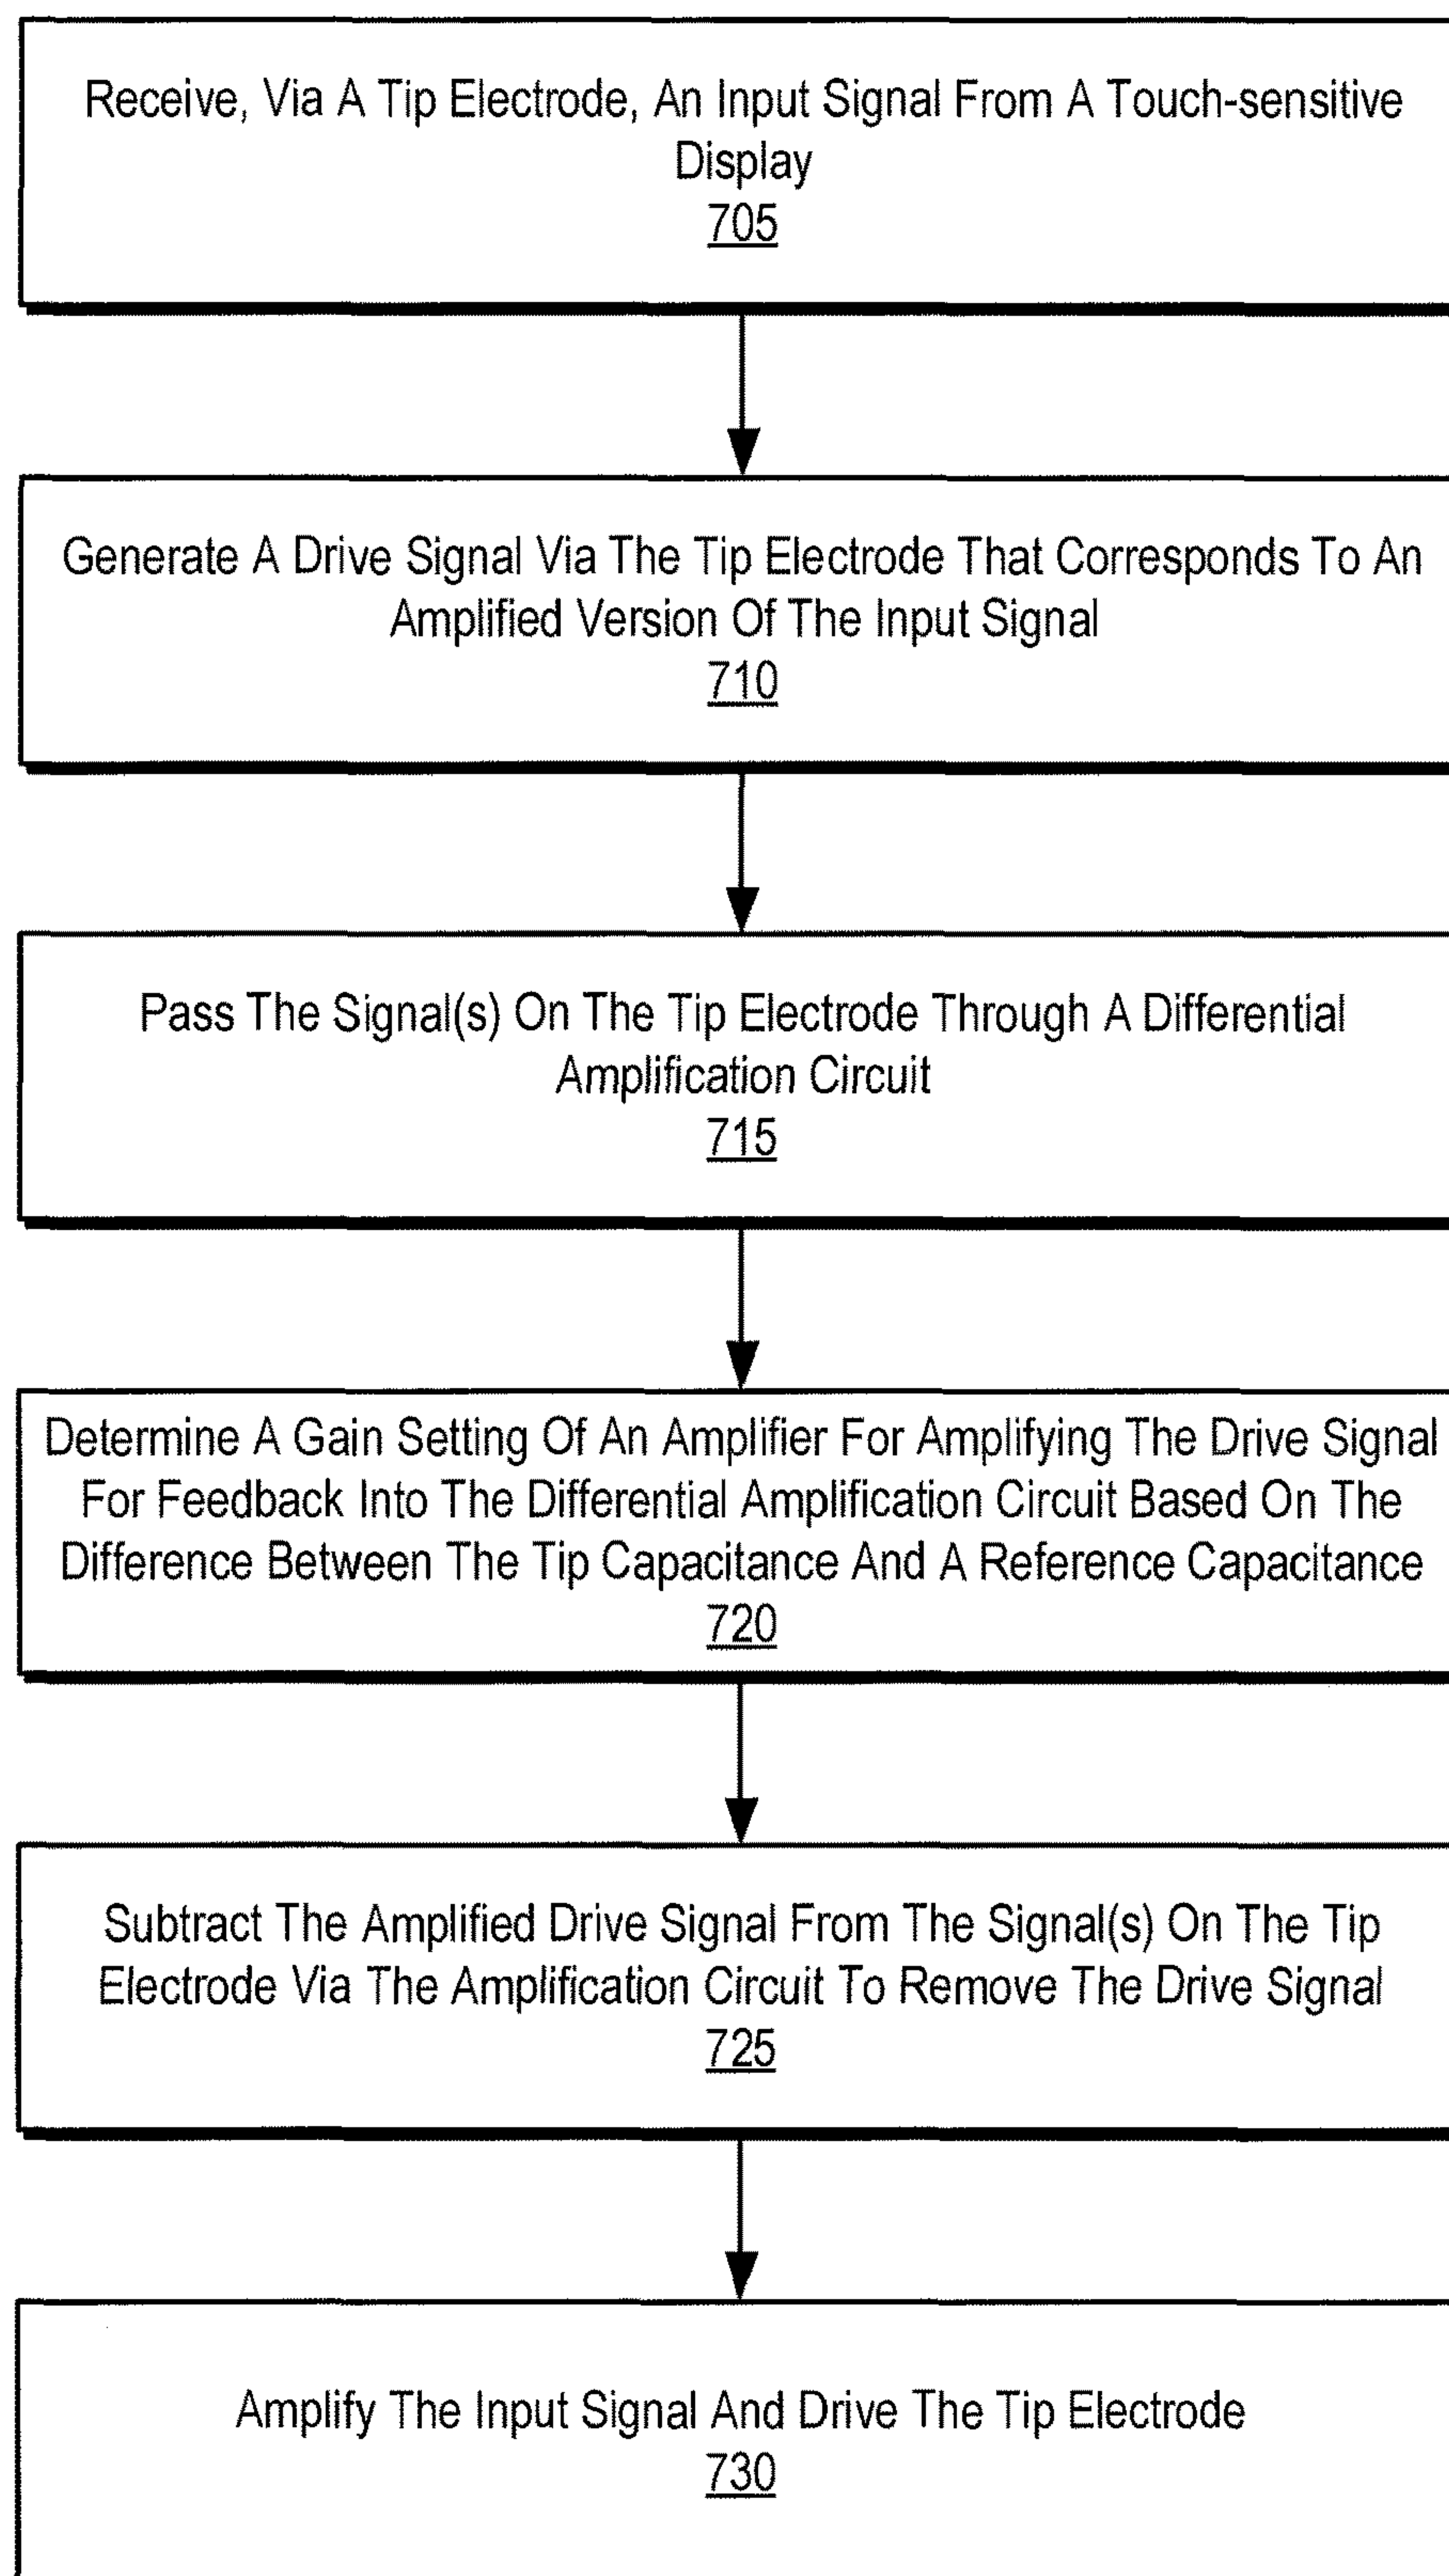 Receive, Via A Tip Electrode, An Input Signal From A Touch-sensitive
Display
705
Generate A Drive Signal Via The Tip Electrode That Corresponds To An
Amplified Version Of The Input Signal
710
Pass The Signal(s) On The Tip Electrode Through A Differential
Amplification Circuit
715
Determine A Gain Setting Of An Amplifier For Amplifying The Drive Signal
For Feedback Into The Differential Amplification Circuit Based On The
Difference Between The Tip Capacitance And A Reference Capacitance
720
Subtract The Amplified Drive Signal From The Signal(s) On The Tip
Electrode Via The Amplification Circuit To Remove The Drive Signal
725
Amplify The Input Signal And Drive The Tip Electrode
730